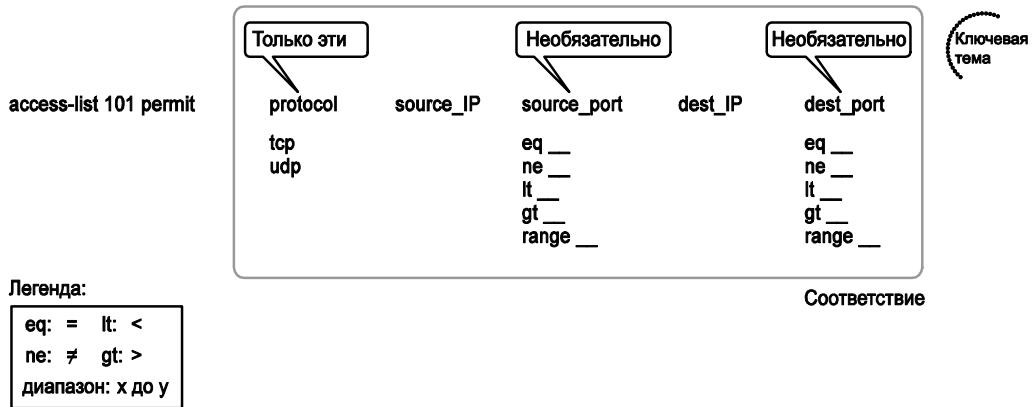 Только эти Необязательно Необязательно Ключевая
тема
access-list 101 permit protocol source_IP source_port dest_IP dest_port
tcp eq __ eq __
udp ne __ ne __
lt __ lt __
gt __ gt __
range __ range __
Легенда:
Соответствие
eq: = lt: <
ne: ≠ gt: >
диапазон: x до y